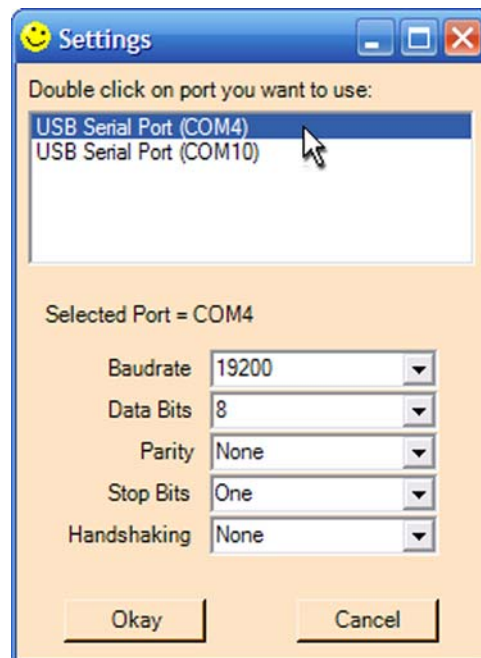 Settings
Double click on port you want to use:
USB Serial Port (COM4)
USB Serial Port (COM10)
Selected Port = COM4
Baudrate 19200
Data Bits 8
Parity None
Stop Bits One
Handshaking None
Okay Cancel